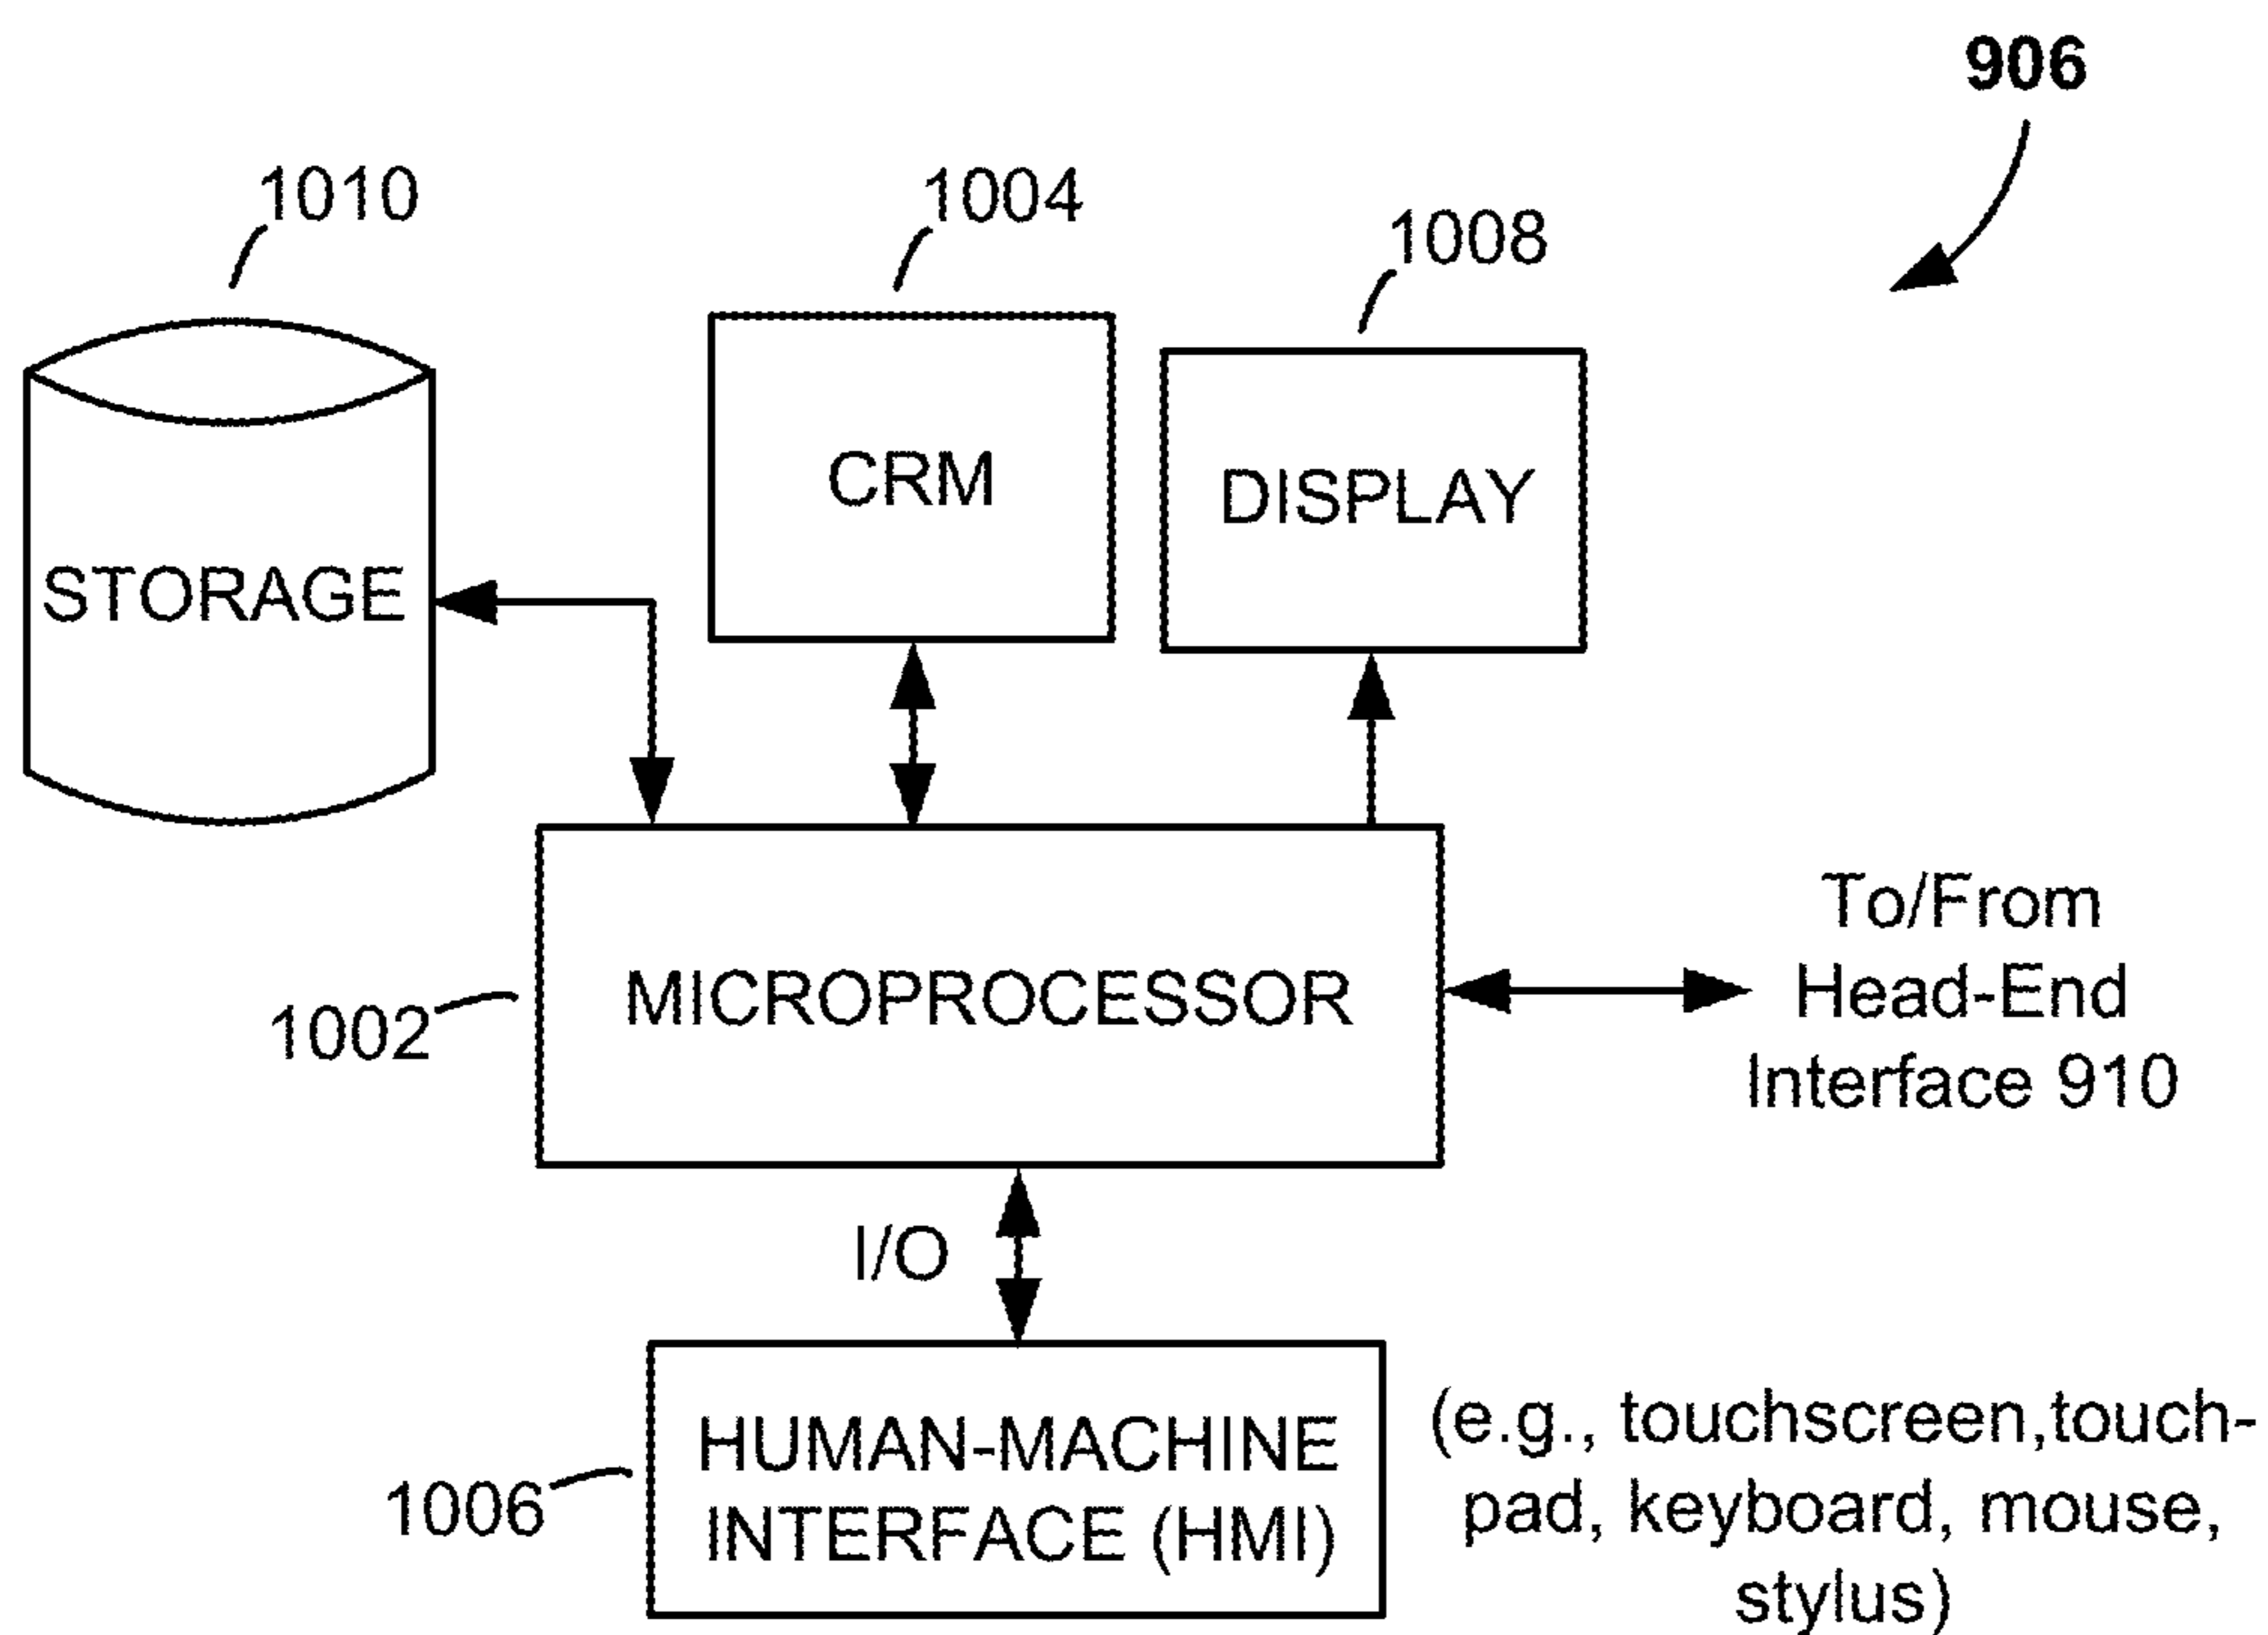 906
1010
1004
1008
CRM
DISPLAY
STORAGE
To/From
Head-End
Interface 910
MICROPROCESSOR
1002
I/O
HUMAN-MACHINE
INTERFACE (HMI)
1006
(e.g., touchscreen,touch-
pad, keyboard, mouse,
stylus)